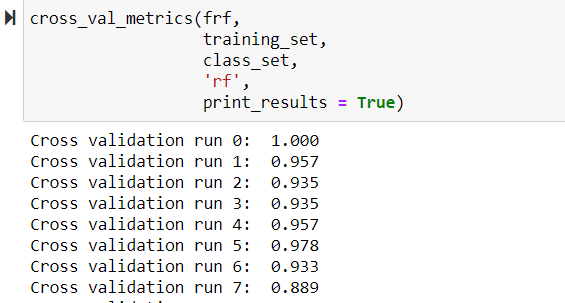 cross_val_metrics(frf,
training_set,
class_set,
'rf',
print_results = True)
Cross validation run 0: 1.000
Cross validation run 1: 0.957
Cross validation run 2: 0.935
Cross validation run 3: 0.935
Cross validation run 4: 0.957
Cross validation run 5: 0.978
Cross validation run 6: 0.933
Cross validation run 7: 0.889